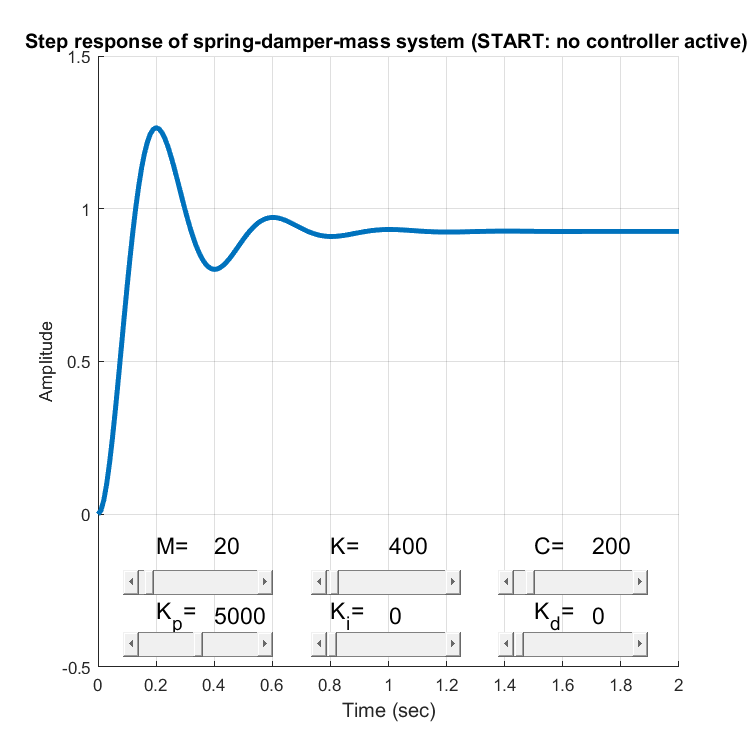 Step response of spring-damper-mass system (START: no controller active)
1.5
1
0.5
0
-0.5
Amplitude
M= 20 K= 400 C= 200
Kp= 5000 Ki= 0 Kd= 0
0 0.2 0.4 0.6 0.8 1 1.2 1.4 1.6 1.8 2
Time (sec)